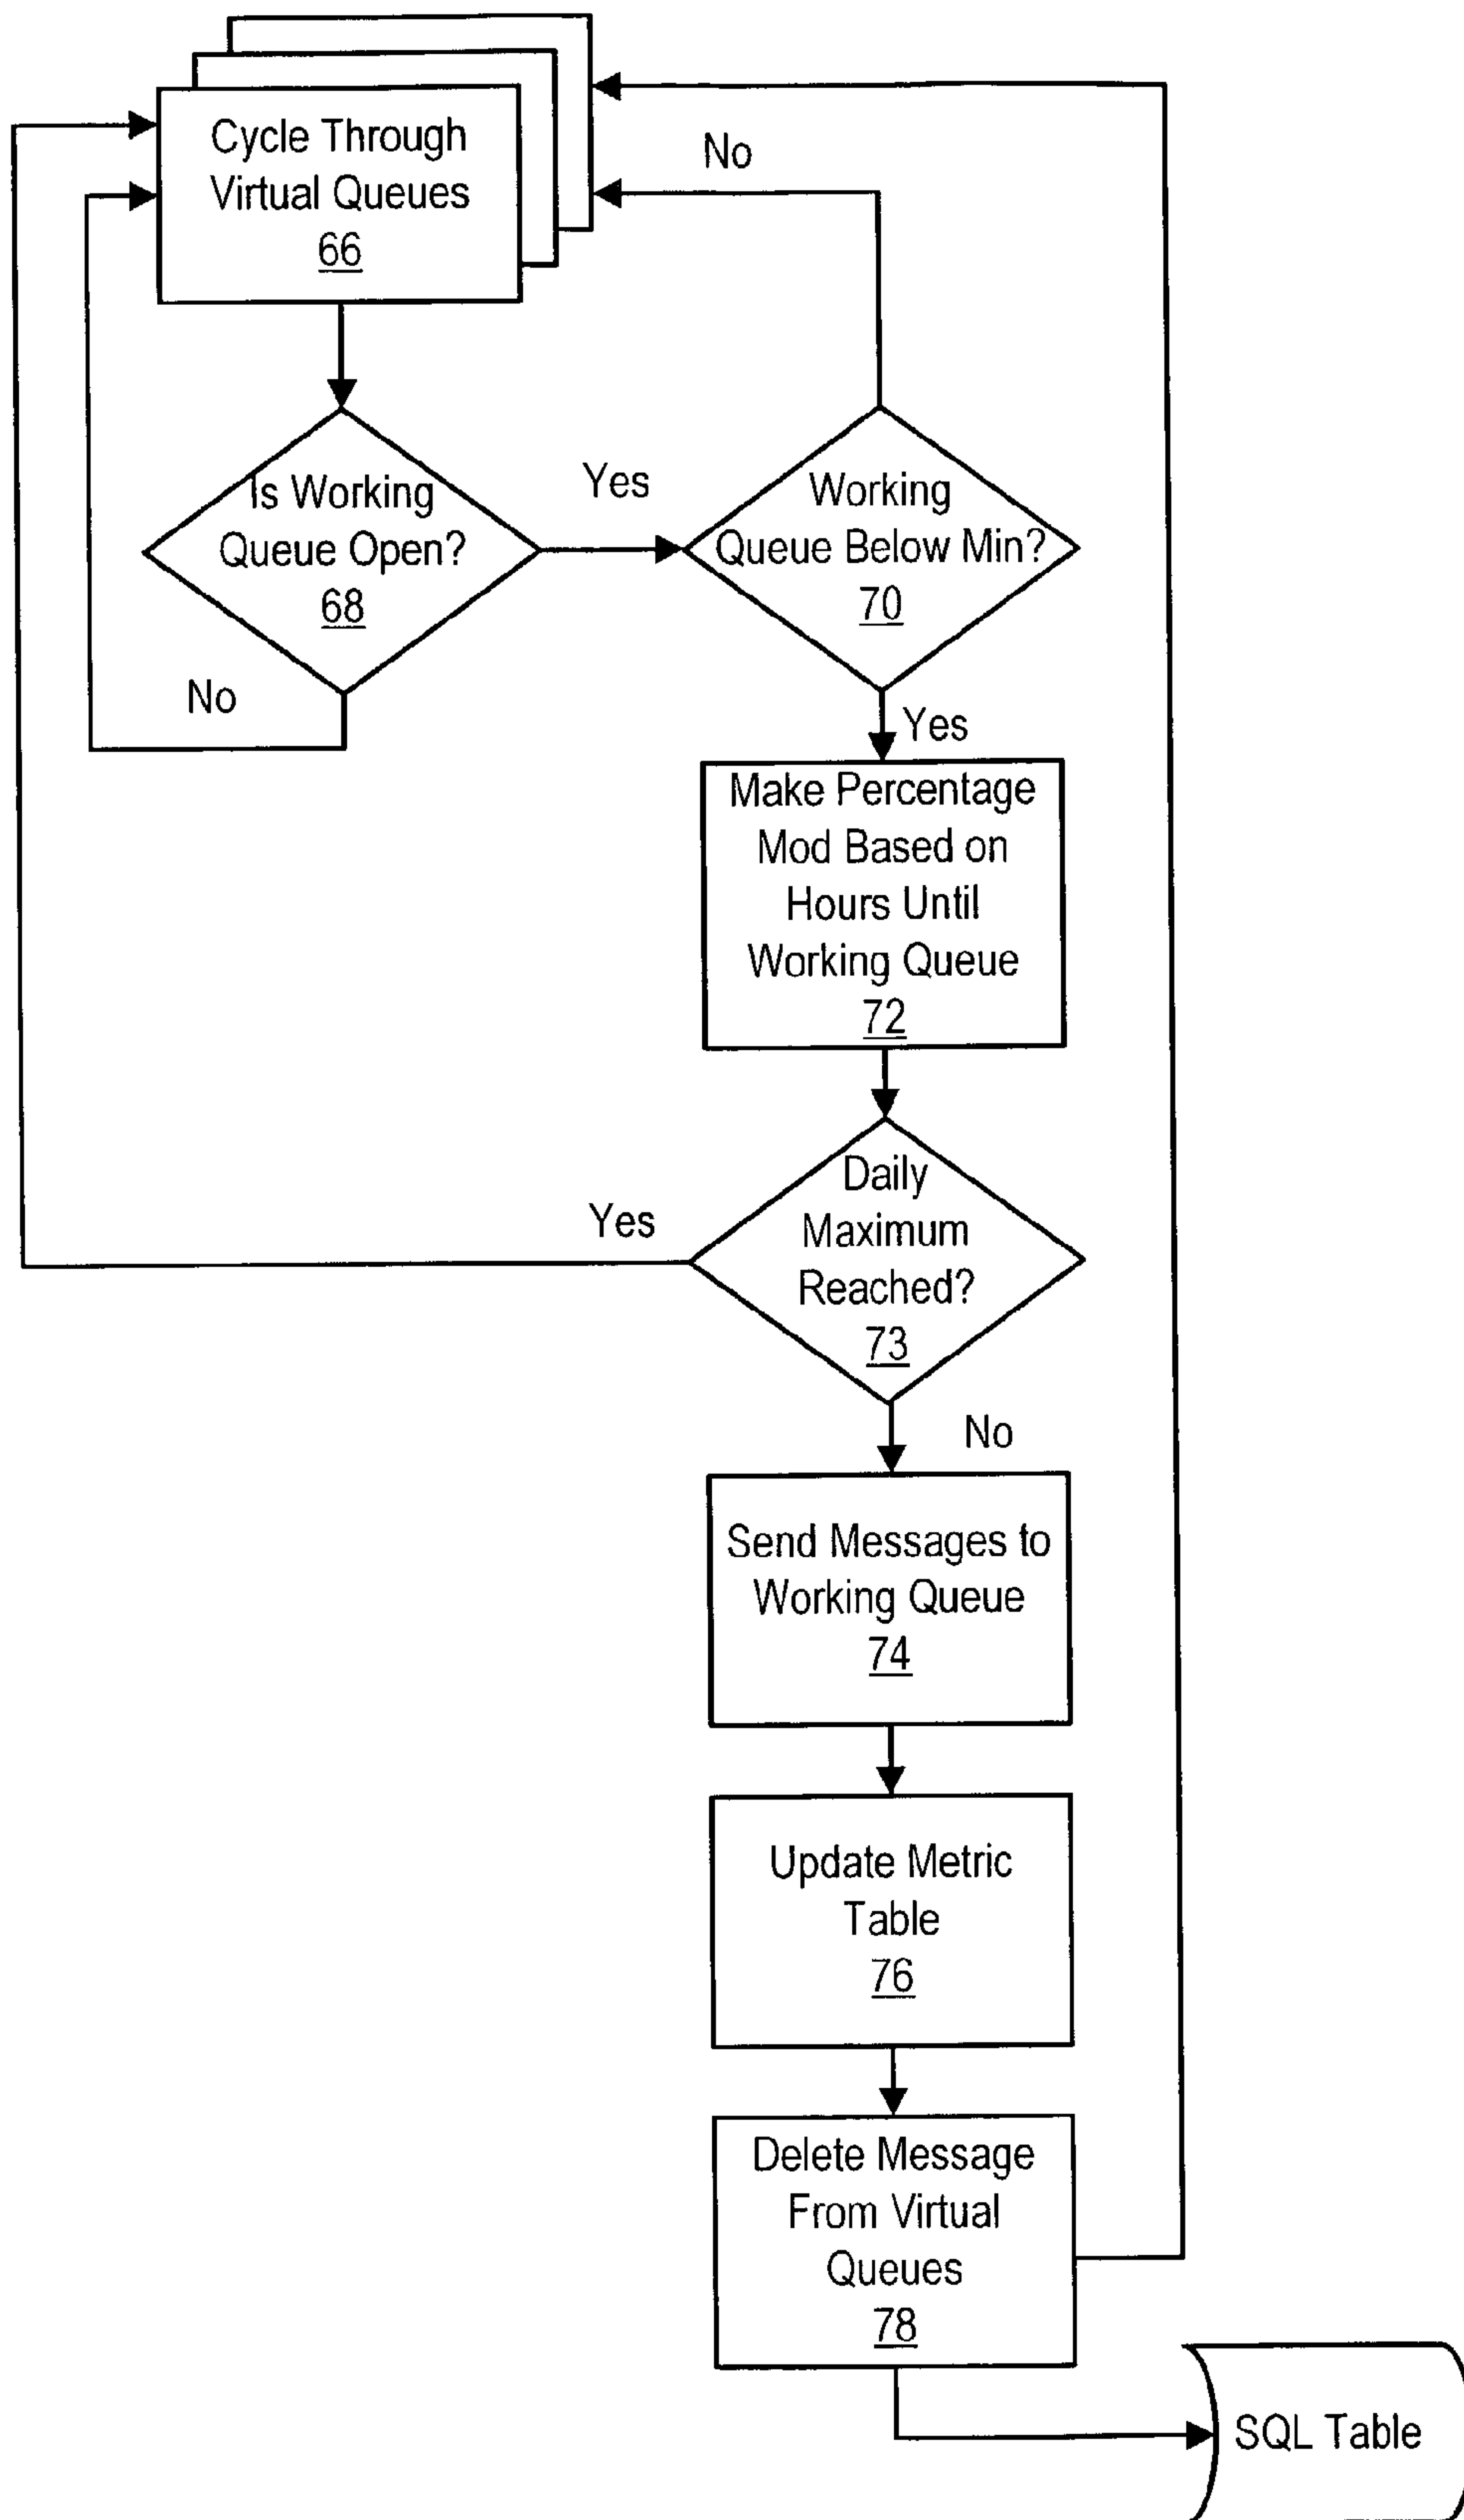 Cycle Through
Virtual Queues
66
No
Is Working
Queue Open?
68
Yes
Working
Queue Below Min?
70
No
Yes
Make Percentage
Mod Based on
Hours Until
Working Queue
72
Daily
Maximum
Reached?
73
Yes
No
Send Messages to
Working Queue
74
Update Metric
Table
76
Delete Message
From Virtual
Queues
78
SQL Table